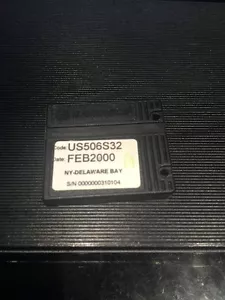 Code: US506S32
Date: FEB2000
NY-DELAWARE BAY
S/N 0000000310104